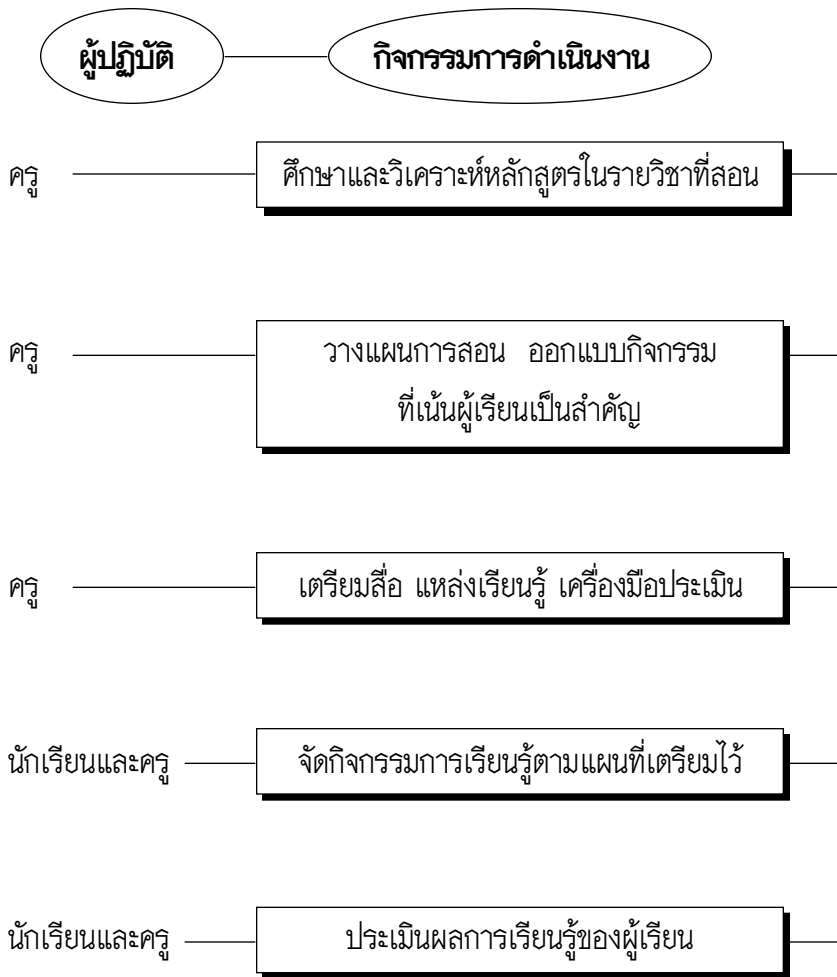 ผู้ปฏิบัติ กิจกรรมการดำเนินงาน
ครู ศึกษาและวิเคราะห์หลักสูตรในรายวิชาที่สอน
ครู วางแผนการสอน ออกแบบกิจกรรม
ที่เน้นผู้เรียนเป็นสำคัญ
ครู เตรียมสื่อ แหล่งเรียนรู้ เครื่องมือประเมิน
นักเรียนและครู จัดกิจกรรมการเรียนรู้ตามแผนที่เตรียมไว้
นักเรียนและครู ประเมินผลการเรียนรู้ของผู้เรียน